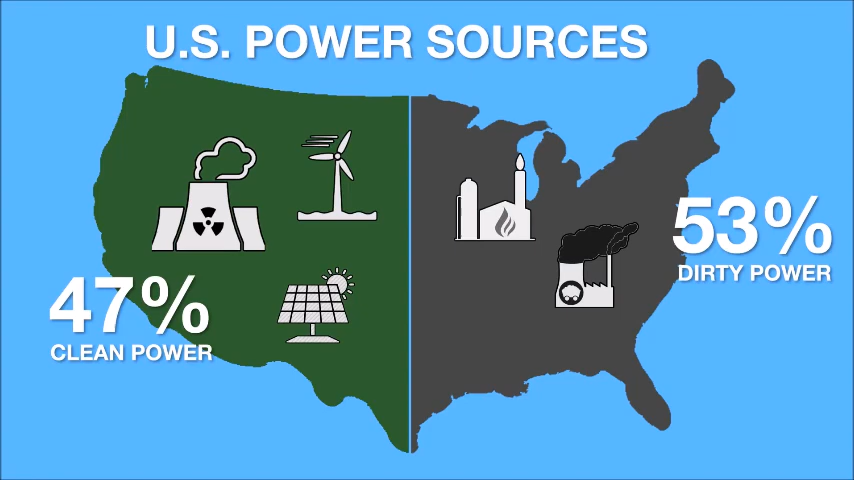 U.S. POWER SOURCES
47%
CLEAN POWER
53%
DIRTY POWER